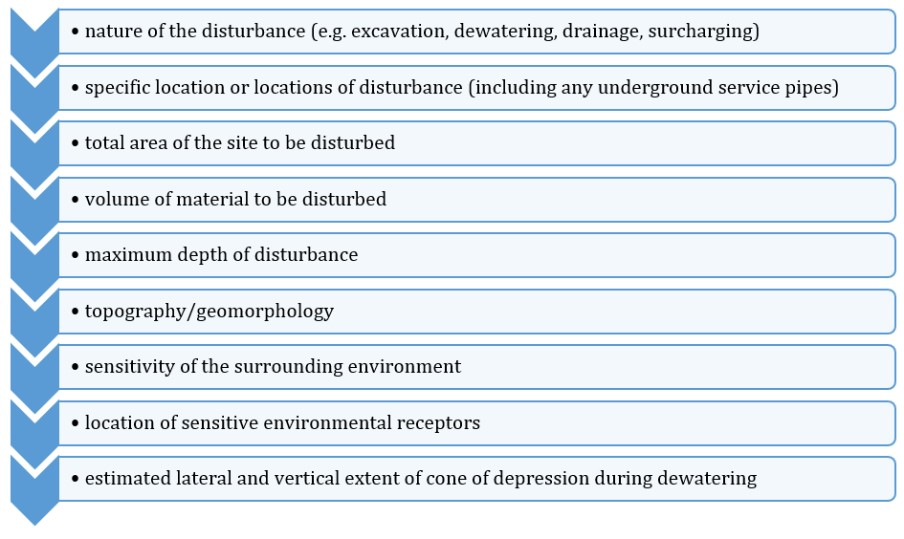 • nature of the disturbance (e.g. excavation, dewatering, drainage, surcharging)
• specific location or locations of disturbance (including any underground service pipes)
• total area of the site to be disturbed
• volume of material to be disturbed
• maximum depth of disturbance
• topography/geomorphology
• sensitivity of the surrounding environment
• location of sensitive environmental receptors
• estimated lateral and vertical extent of cone of depression during dewatering